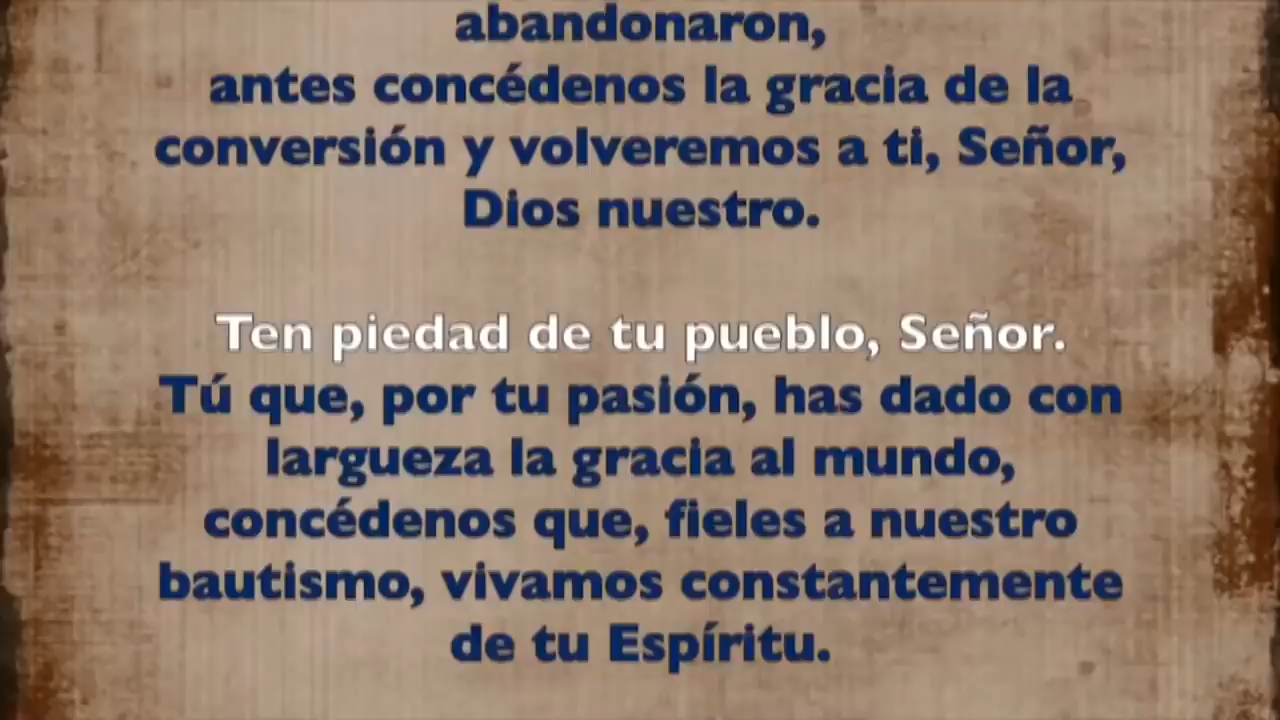 abandonaron,
antes concédenos la gracia de la
conversión y volveremos a ti, Señor,
Dios nuestro.
Ten piedad de tu pueblo, Señor.
Tú que, por tu pasión, has dado con
largueza la gracia al mundo,
concédenos que, fieles a nuestro
bautismo, vivamos constantemente
de tu Espíritu.